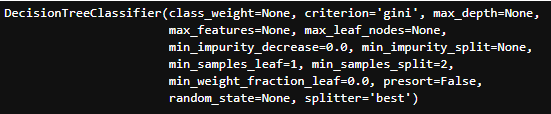 DecisionTreeClassifier(class_weight=None, criterion='gini', max_depth=None,
max_features=None, max_leaf_nodes=None,
min_impurity_decrease=0.0, min_impurity_split=None,
min_samples_leaf=1, min_samples_split=2,
min_weight_fraction_leaf=0.0, presort=False,
random_state=None, splitter='best')